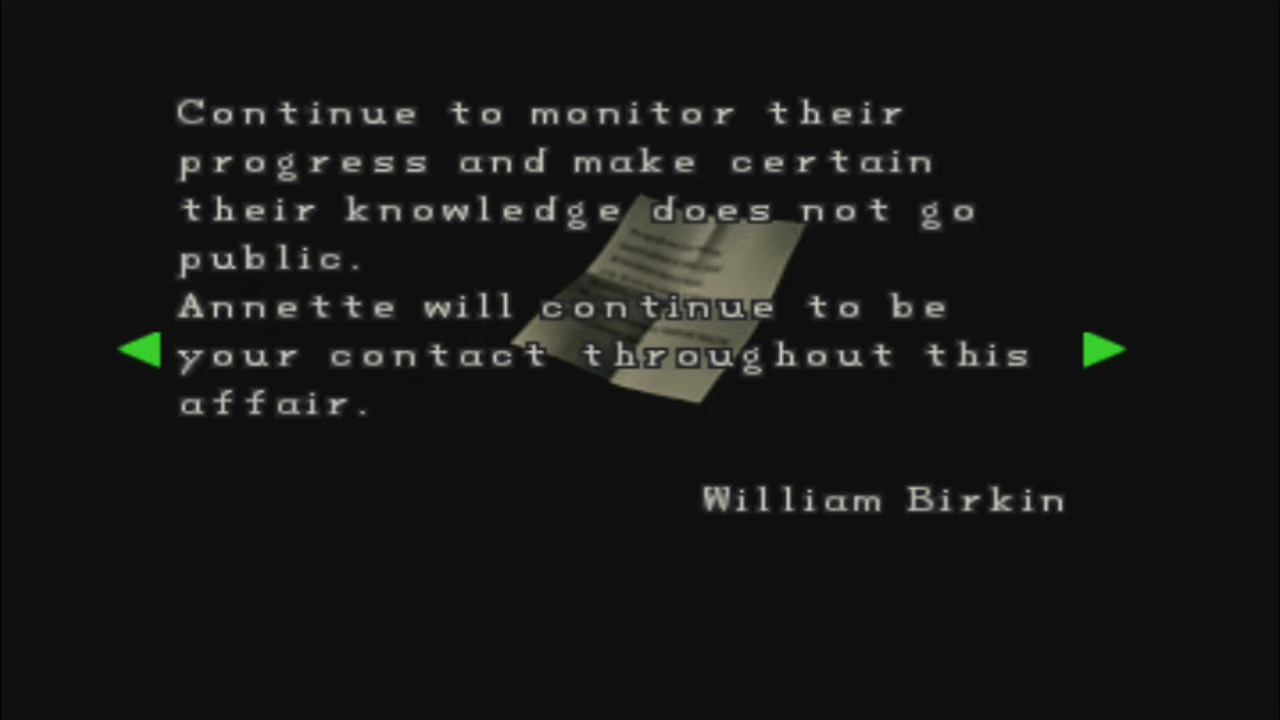 Continue to monitor their
progress and make certain
their knowledge does not go
public.
Annette will continue to be
your contact throughout this
affair.
William Birkin